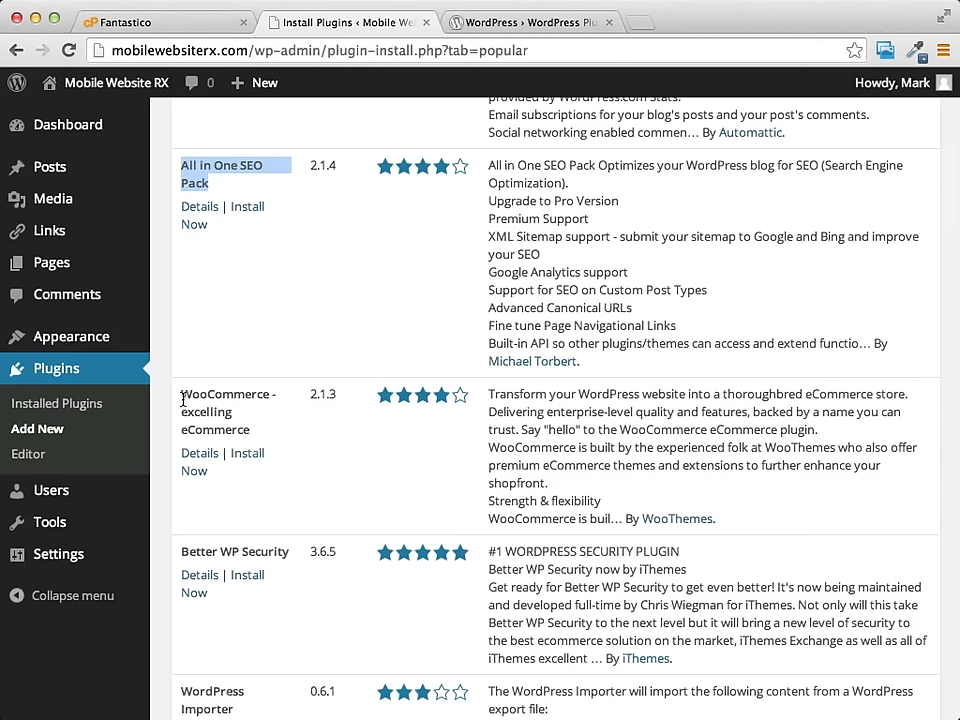 Fantastico
Install Plugins ‹ Mobile We
WordPress › WordPress Plu
mobilewebsiterx.com/wp-admin/plugin-install.php?tab=popular
Mobile Website RX
0
New
Howdy, Mark
Dashboard
Posts
Media
Links
Pages
Comments
Appearance
Plugins
Installed Plugins
Add New
Editor
Users
Tools
Settings
Collapse menu
provided by WordPress.com Stats.
Email subscriptions for your blog's posts and your post's comments.
Social networking enabled commen… By Automattic.
All in One SEO
Pack
Details | Install
Now
2.1.4
All in One SEO Pack Optimizes your WordPress blog for SEO (Search Engine
Optimization).
Upgrade to Pro Version
Premium Support
XML Sitemap support - submit your sitemap to Google and Bing and improve
your SEO
Google Analytics support
Support for SEO on Custom Post Types
Advanced Canonical URLs
Fine tune Page Navigational Links
Built-in API so other plugins/themes can access and extend functio… By
Michael Torbert.
WooCommerce -
excelling
eCommerce
Details | Install
Now
2.1.3
Transform your WordPress website into a thoroughbred eCommerce store.
Delivering enterprise-level quality and features, backed by a name you can
trust. Say "hello" to the WooCommerce eCommerce plugin.
WooCommerce is built by the experienced folk at WooThemes who also offer
premium eCommerce themes and extensions to further enhance your
shopfront.
Strength & flexibility
WooCommerce is buil… By WooThemes.
Better WP Security
Details | Install
Now
3.6.5
#1 WORDPRESS SECURITY PLUGIN
Better WP Security now by iThemes
Get ready for Better WP Security to get even better! It's now being maintained
and developed full-time by Chris Wiegman for iThemes. Not only will this take
Better WP Security to the next level but it will bring a new level of security to
the best ecommerce solution on the market, iThemes Exchange as well as all of
iThemes excellent … By iThemes.
WordPress
Importer
0.6.1
The WordPress Importer will import the following content from a WordPress
export file: